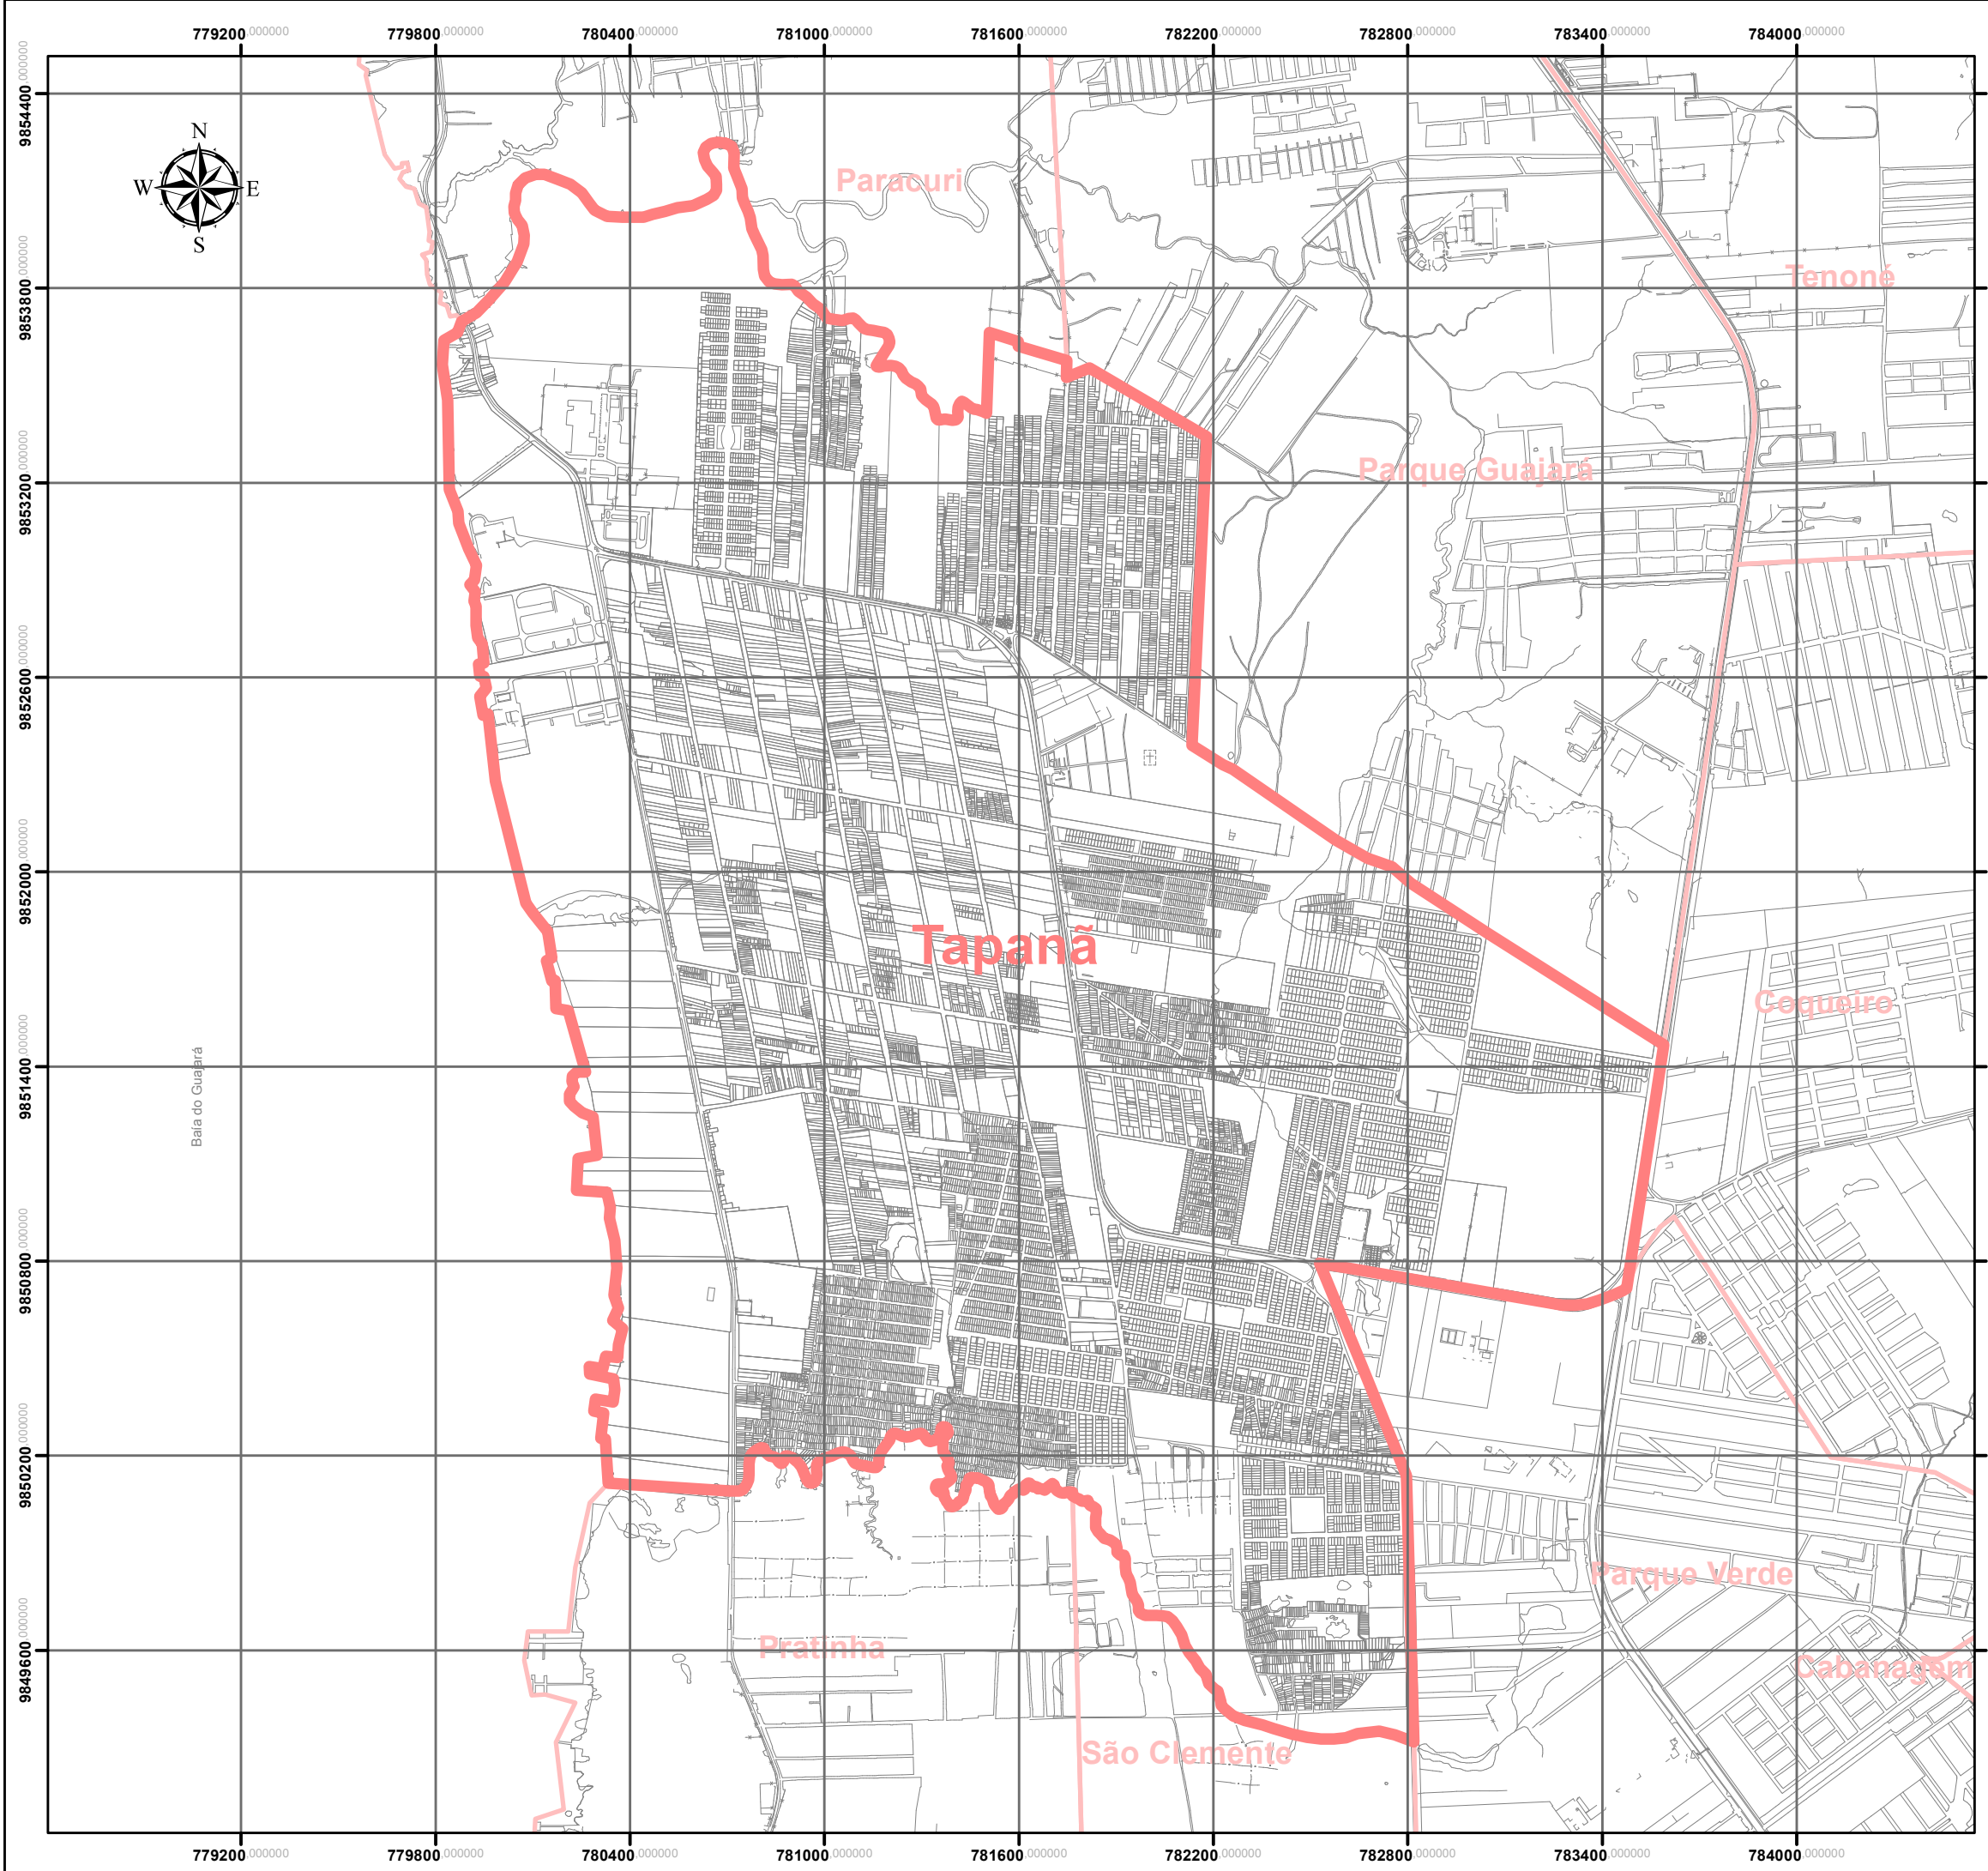 779200.000000 779800.000000 780400.000000 781000.000000 781600.000000 782200.000000 782800.000000 783400.000000 784000.000000
9854400.000000
N
W E
S
Paracuri
Tenoné
9853800.000000
Parque Guajará
9853200.000000
9852600.000000
9852000.000000
Tapanã
Coqueiro
9851400.000000
Baía do Guajará
9850800.000000
9850200.000000
Parque Verde
Pratinha
9849600.000000
Cabanagem
São Clemente
779200.000000 779800.000000 780400.000000 781000.000000 781600.000000 782200.000000 782800.000000 783400.000000 784000.000000